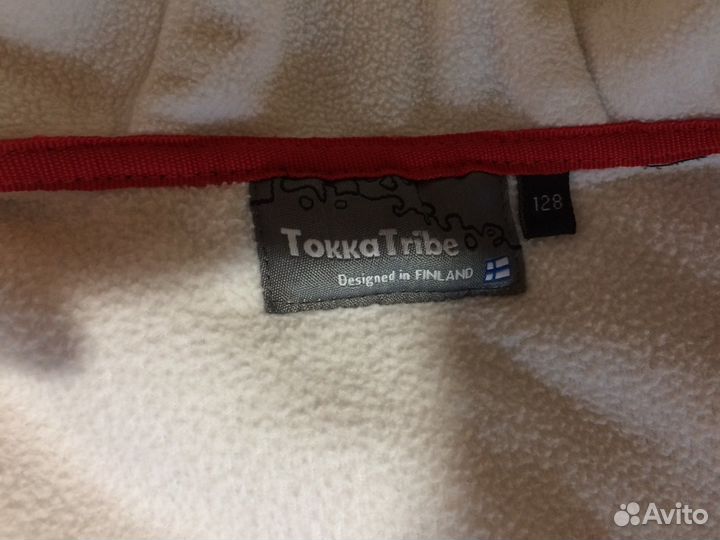 TokkaTribe
128
Designed in FINLAND
Avito